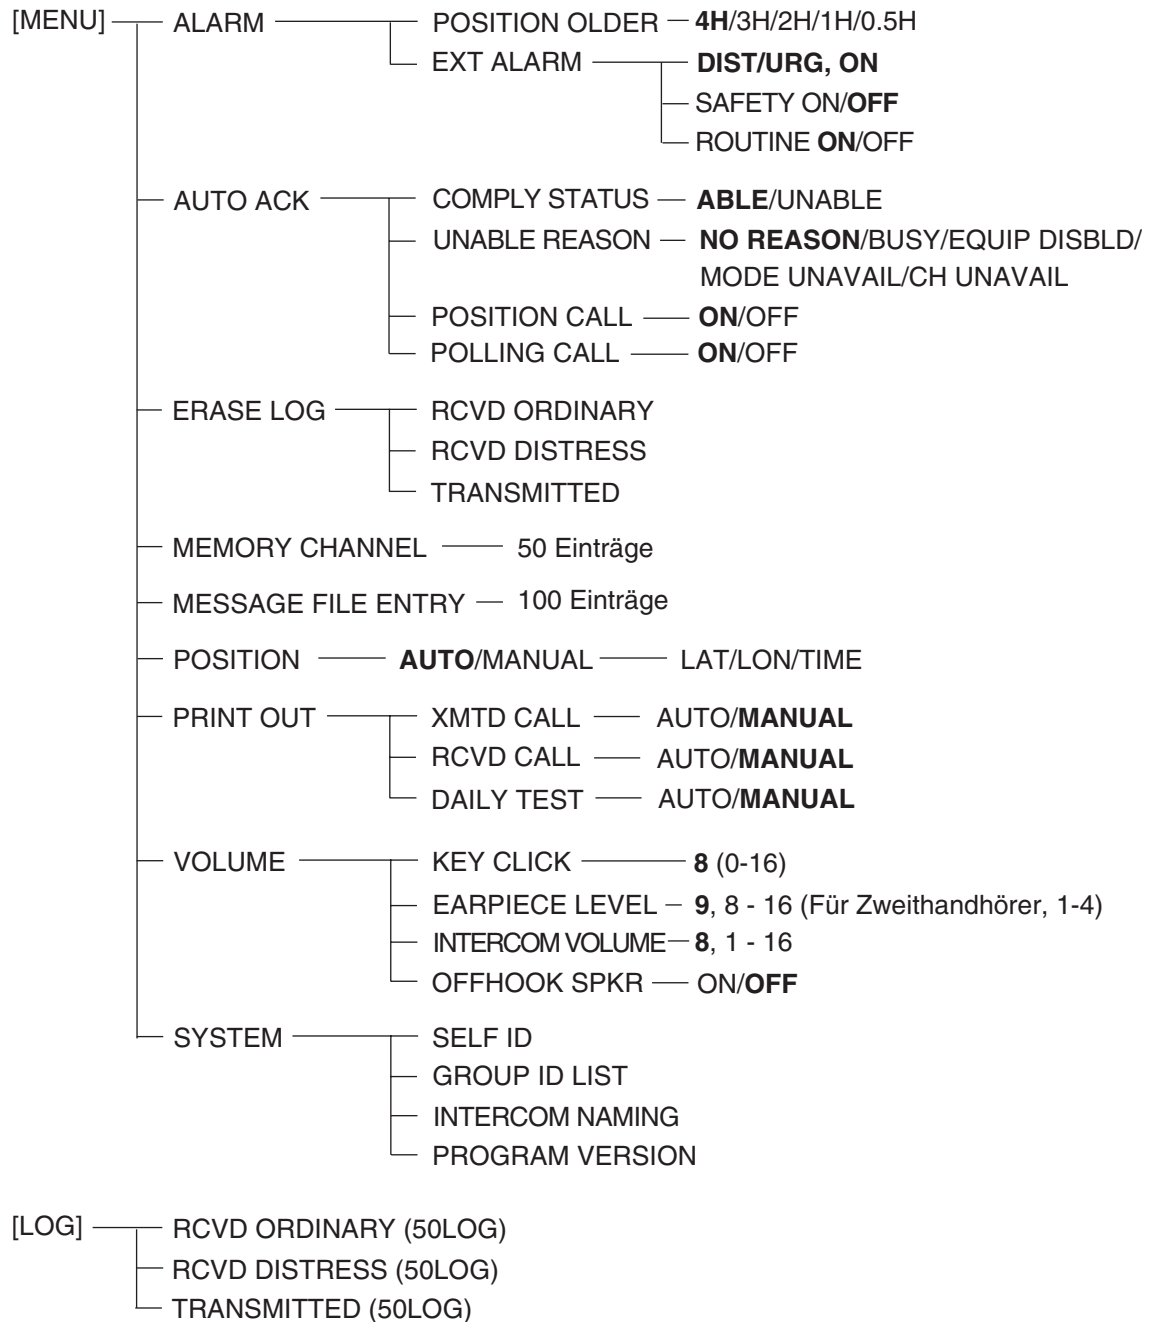 [MENU] ALARM POSITION OLDER 4H/3H/2H/1H/0.5H
EXT ALARM DIST/URG, ON
SAFETY ON/OFF
ROUTINE ON/OFF
AUTO ACK COMPLY STATUS ABLE/UNABLE
UNABLE REASON NO REASON/BUSY/EQUIP DISBLD/
MODE UNAVAIL/CH UNAVAIL
POSITION CALL ON/OFF
POLLING CALL ON/OFF
ERASE LOG RCVD ORDINARY
RCVD DISTRESS
TRANSMITTED
MEMORY CHANNEL 50 Einträge
MESSAGE FILE ENTRY 100 Einträge
POSITION AUTO/MANUAL LAT/LON/TIME
PRINT OUT XMTD CALL AUTO/MANUAL
RCVD CALL AUTO/MANUAL
DAILY TEST AUTO/MANUAL
VOLUME KEY CLICK 8 (0-16)
EARPIECE LEVEL 9, 8 - 16 (Für Zweithandhörer, 1-4)
INTERCOM VOLUME 8, 1 - 16
OFFHOOK SPKR ON/OFF
SYSTEM SELF ID
GROUP ID LIST
INTERCOM NAMING
PROGRAM VERSION
[LOG] RCVD ORDINARY (50LOG)
RCVD DISTRESS (50LOG)
TRANSMITTED (50LOG)